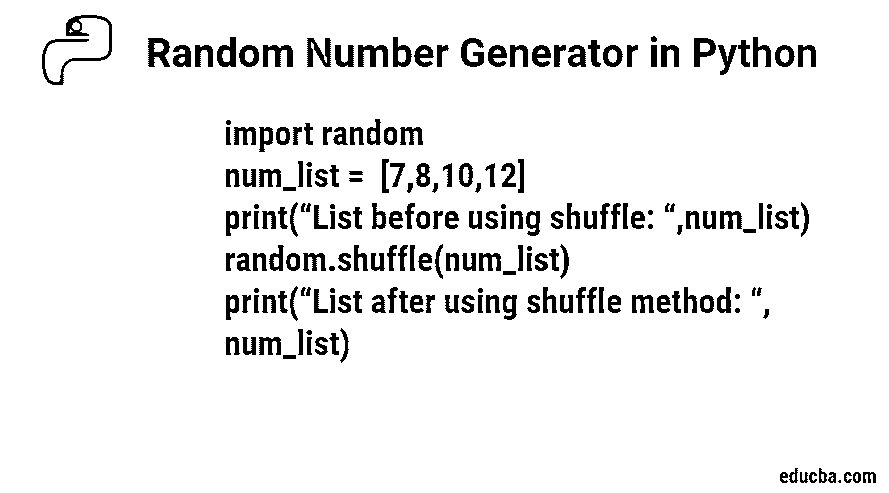 Random Number Generator in Python
import random
num_list =  [7,8,10,12]
print(“List before using shuffle: “,num_list)
random.shuffle(num_list)
print(“List after using shuffle method: “,
num_list)
educba.com